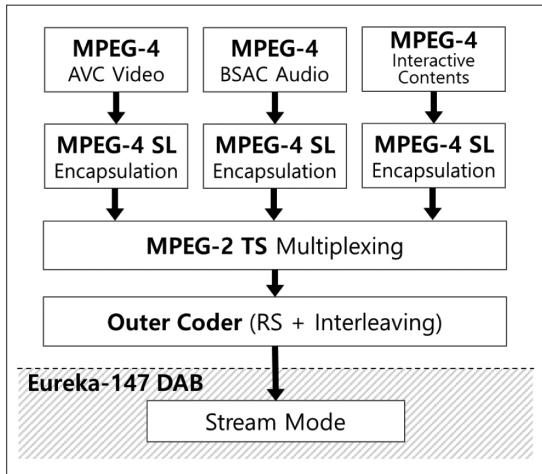 MPEG-4
AVC Video
MPEG-4
BSAC Audio
MPEG-4
Interactive
Contents
MPEG-4 SL
Encapsulation
MPEG-4 SL
Encapsulation
MPEG-4 SL
Encapsulation
MPEG-2 TS Multiplexing
Outer Coder (RS + Interleaving)
Eureka-147 DAB
Stream Mode